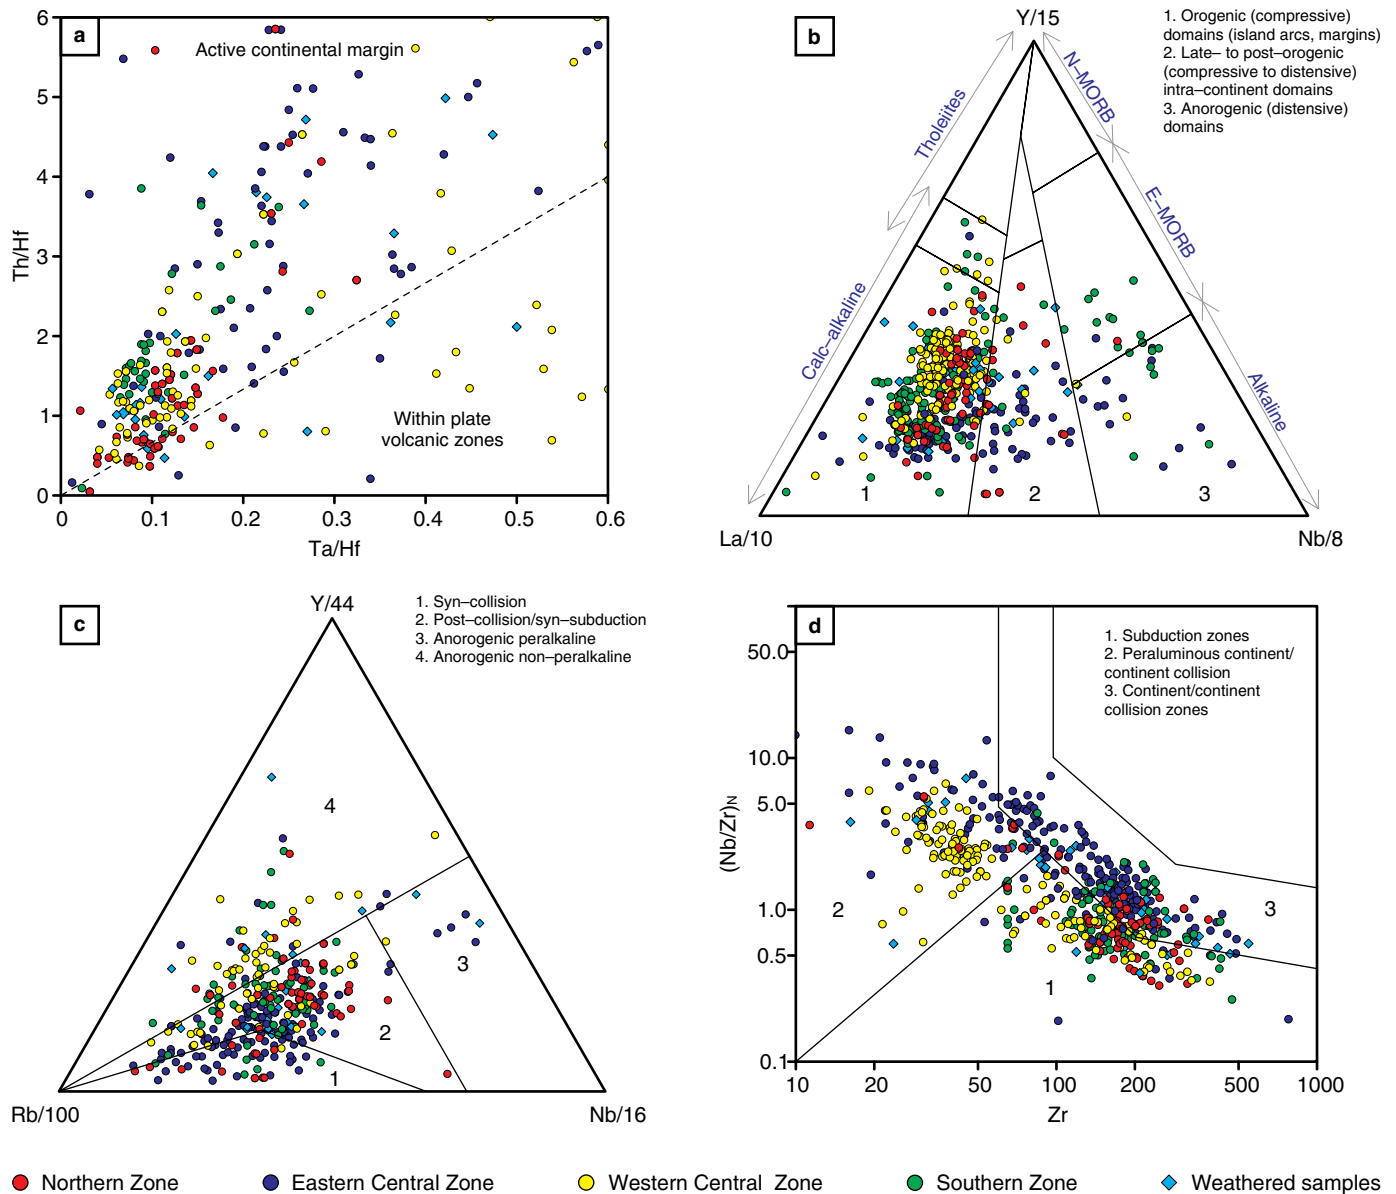 a
Active continental margin
Within plate
volcanic zones
6
5
4
3
2
1
0
Th/Hf
0
0.1
0.2
0.3
0.4
0.5
0.6
Ta/Hf
b
Y/15
1. Orogenic (compressive)
domains (island arcs, margins)
2. Late– to post–orogenic
(compressive to distensive)
intra–continent domains
3. Anorogenic (distensive)
domains
Tholeiites
Calc–alkaline
N–MORB
E–MORB
Alkaline
1
2
3
La/10
Nb/8
c
Y/44
1. Syn–collision
2. Post–collision/syn–subduction
3. Anorogenic peralkaline
4. Anorogenic non–peralkaline
4
3
2
1
Rb/100
Nb/16
d
1. Subduction zones
2. Peraluminous continent/
continent collision
3. Continent/continent
collision zones
50.0
10.0
5.0
1.0
0.5
0.1
(Nb/Zr)N
2
3
1
10
20
50
100
200
500
1000
Zr
Northern Zone
Eastern Central Zone
Western Central Zone
Southern Zone
Weathered samples